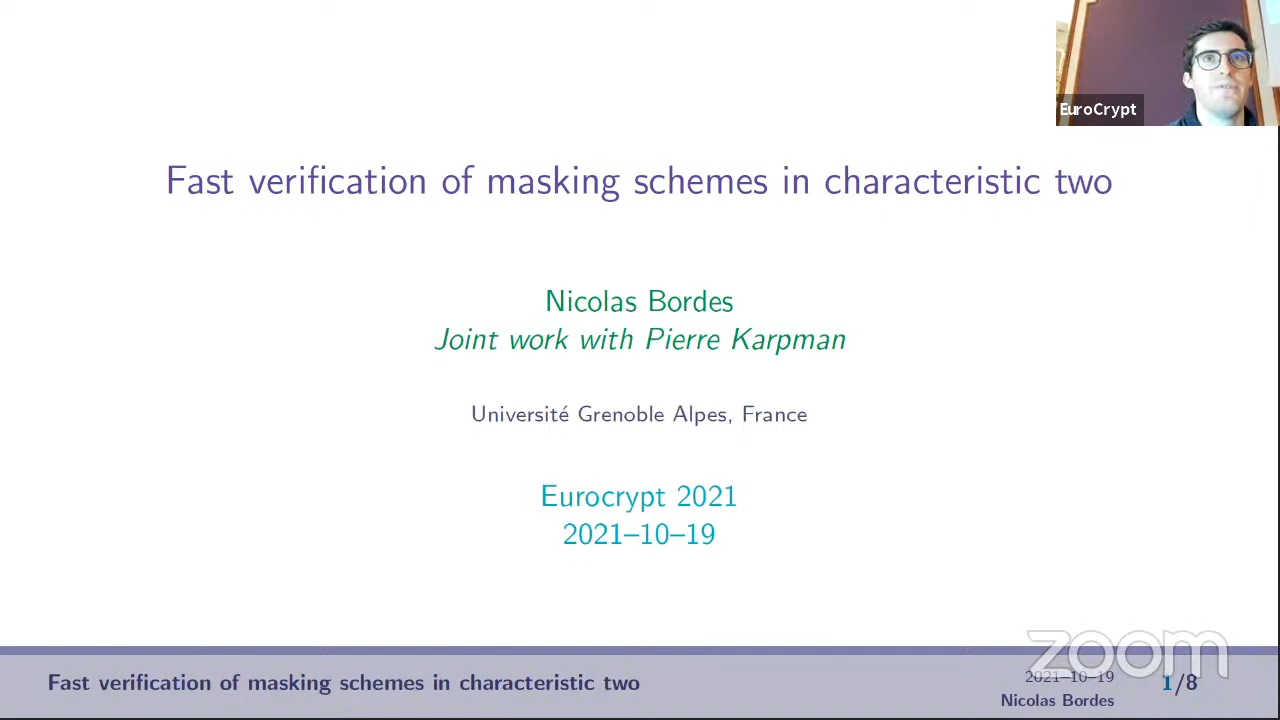 EuroCrypt
Fast verification of masking schemes in characteristic two
Nicolas Bordes
Joint work with Pierre Karpman
Université Grenoble Alpes, France
Eurocrypt 2021
2021–10–19
zoom
Fast verification of masking schemes in characteristic two
2021–10–19
Nicolas Bordes
1/8